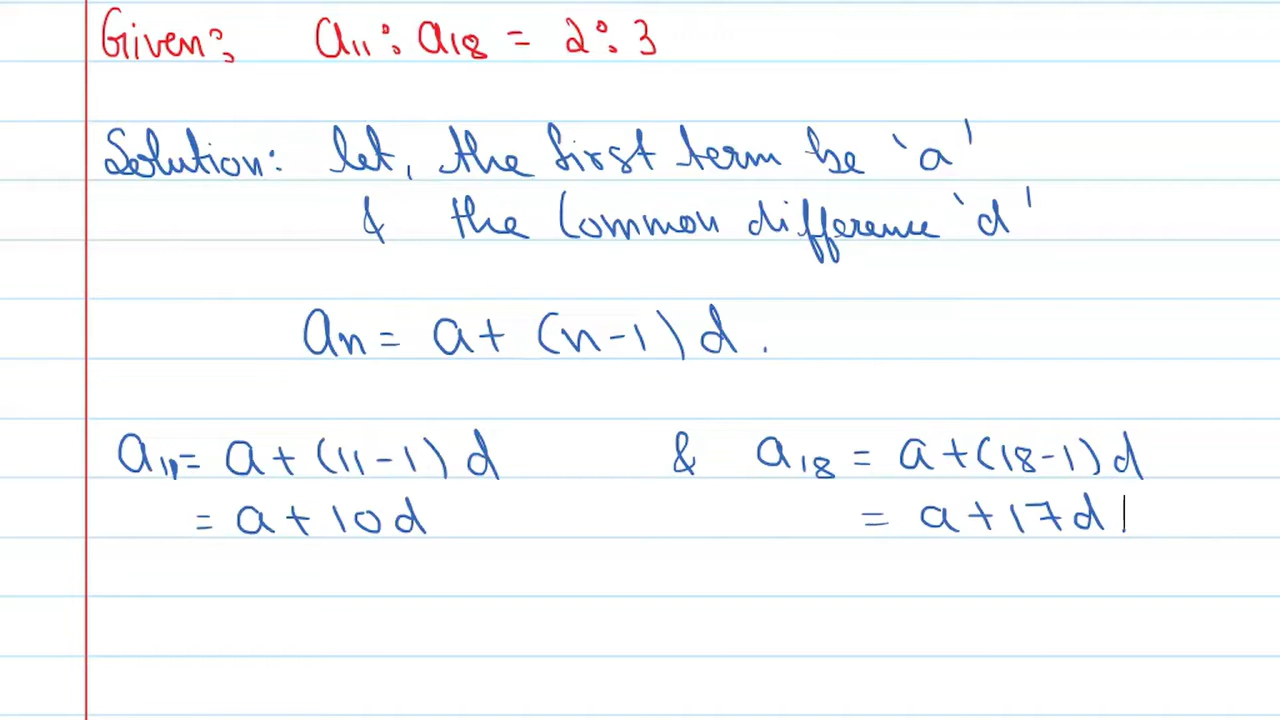 Given: a₁₁ : a₁₈ = 2 : 3
Solution: let, the first term be 'a'
& the Common difference 'd'
an = a + (n-1) d .
a₁₁ = a + (11-1) d & a₁₈ = a + (18-1) d
= a + 10d = a + 17d |